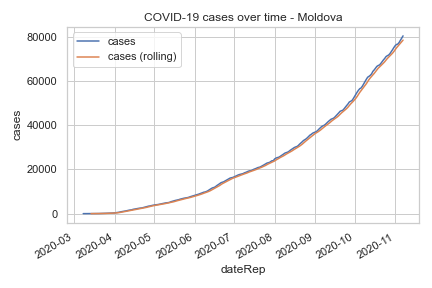 COVID-19 cases over time - Moldova
cases
cases (rolling)
80000
60000
40000
20000
0
cases
2020-03
2020-04
2020-05
2020-06
2020-07
2020-08
2020-09
2020-10
2020-11
dateRep